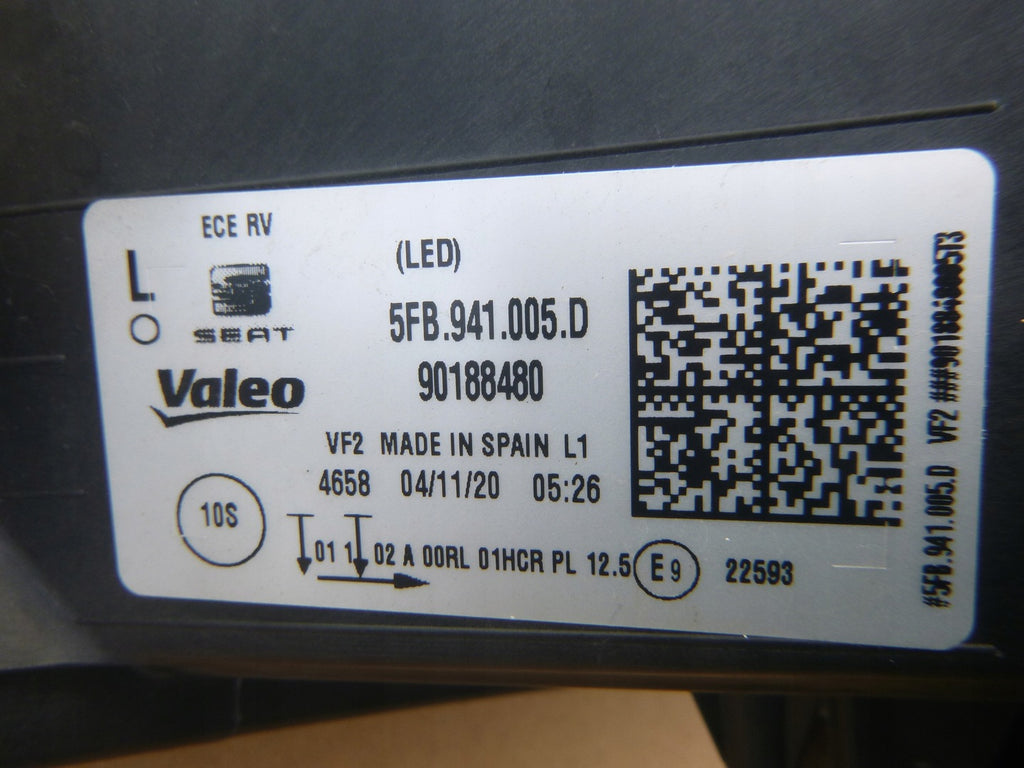 ECE RV
L
SEAT
Valeo
(LED)
5FB.941.005.D
90188480
VF2 MADE IN SPAIN L1
4658 04/11/20 05:26
10S
01 1 02 A 00RL 01HCR PL 12.5 E9 22593
#5FB.941.005.D VF2